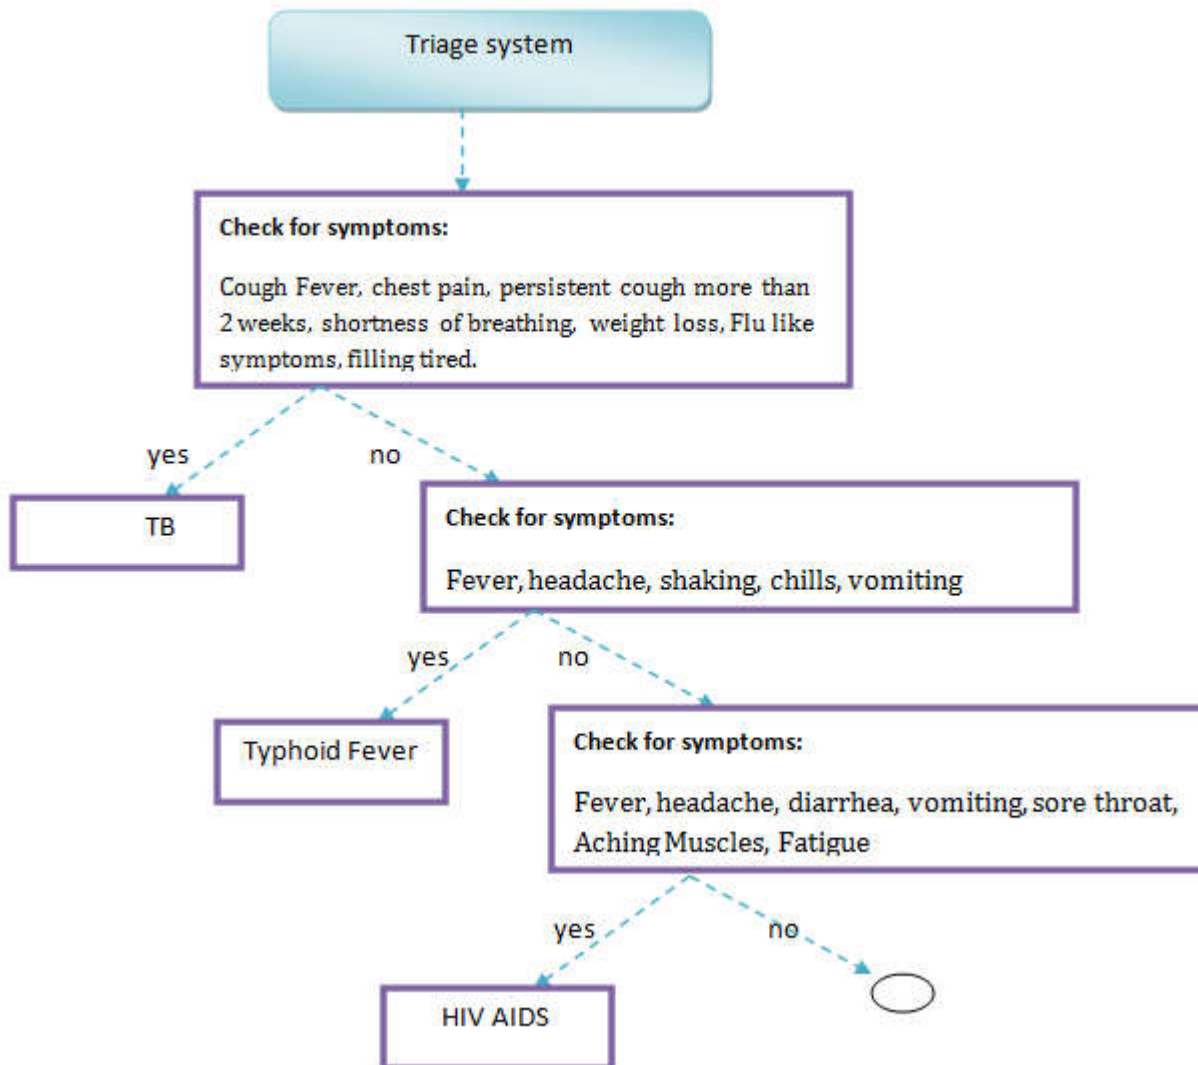 Triage system
Check for symptoms:
Cough Fever, chest pain, persistent cough more than
2 weeks, shortness of breathing, weight loss, Flu like
symptoms, filling tired.
yes
no
TB
Check for symptoms:
Fever, headache, shaking, chills, vomiting
yes
no
Typhoid Fever
Check for symptoms:
Fever, headache, diarrhea, vomiting, sore throat,
Aching Muscles, Fatigue
yes
no
HIV AIDS